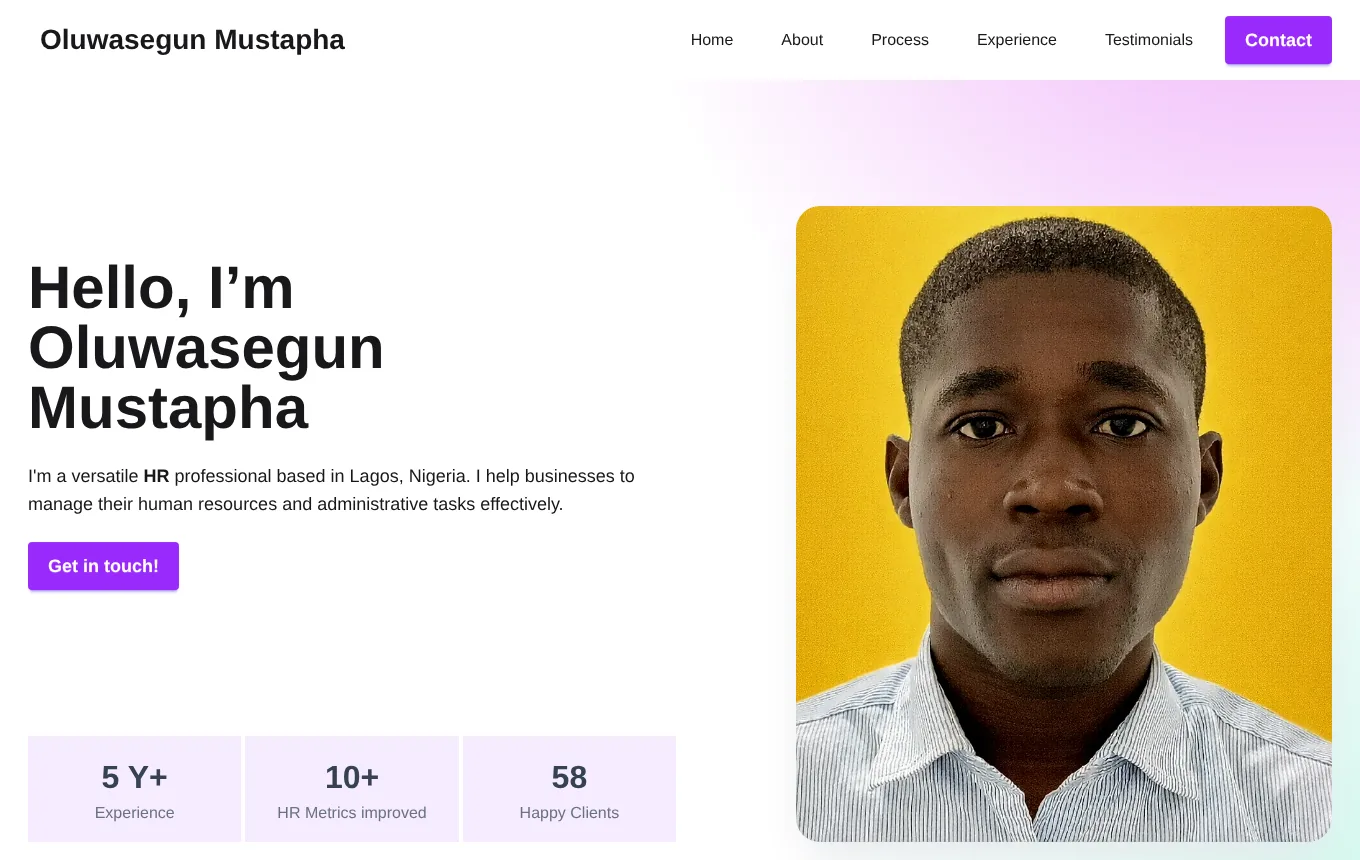 Oluwasegun Mustapha
Home About Process Experience Testimonials Contact
Hello, I’m
Oluwasegun
Mustapha
I'm a versatile HR professional based in Lagos, Nigeria. I help businesses to
manage their human resources and administrative tasks effectively.
Get in touch!
5 Y+
Experience
10+
HR Metrics improved
58
Happy Clients